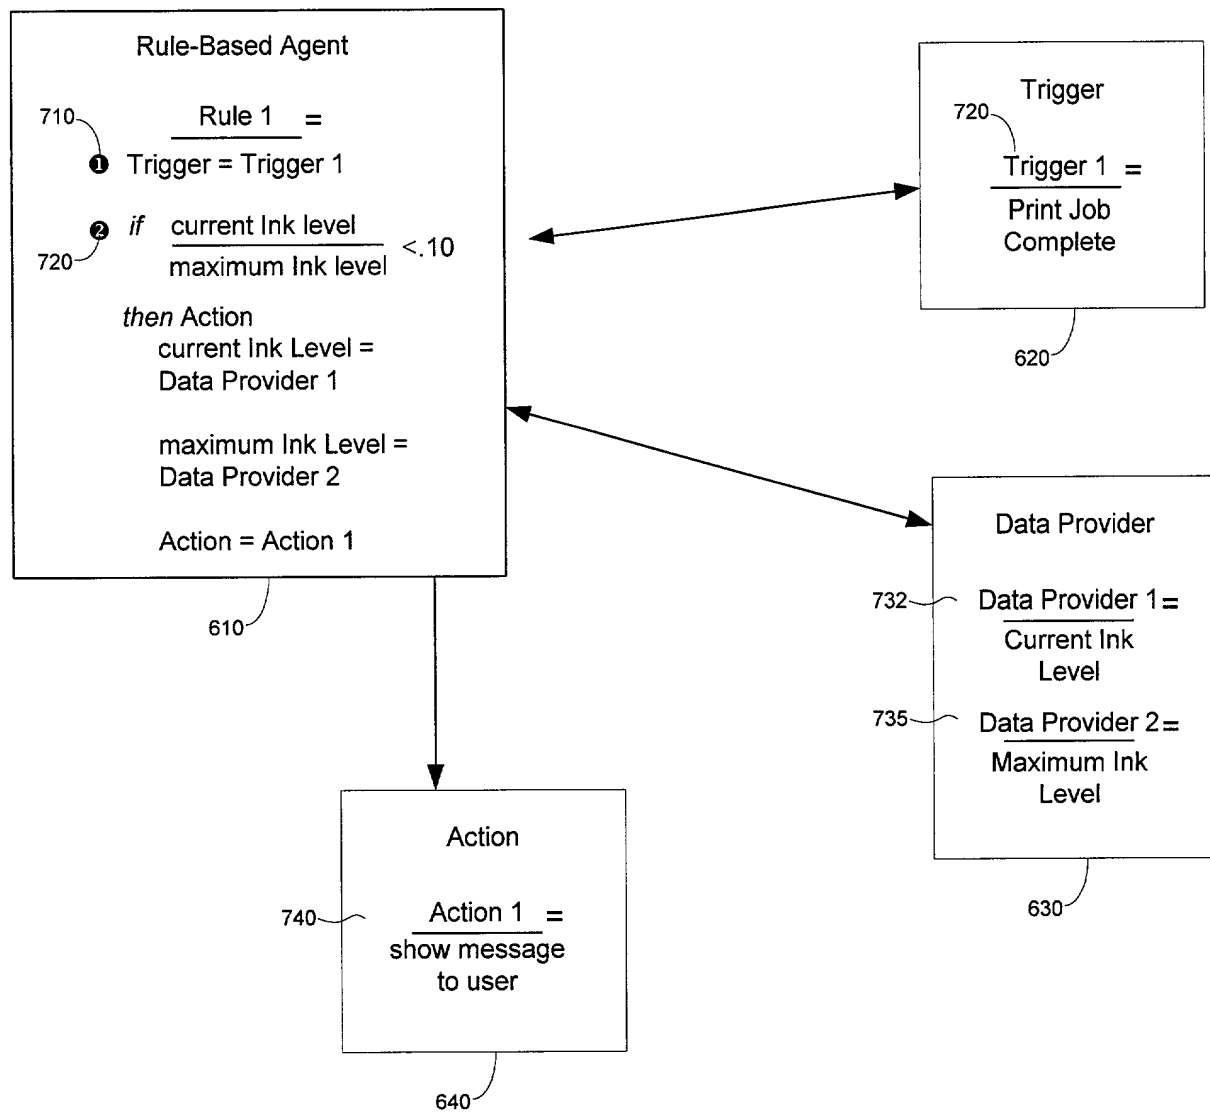 Rule-Based Agent
710
Rule 1 =
❶ Trigger = Trigger 1
❷ if current Ink level
maximum Ink level <.10
720
then Action
current Ink Level =
Data Provider 1
maximum Ink Level =
Data Provider 2
Action = Action 1
610
Trigger
720
Trigger 1 =
Print Job
Complete
620
Data Provider
732
Data Provider 1=
Current Ink
Level
735
Data Provider 2=
Maximum Ink
Level
630
Action
740
Action 1 =
show message
to user
640